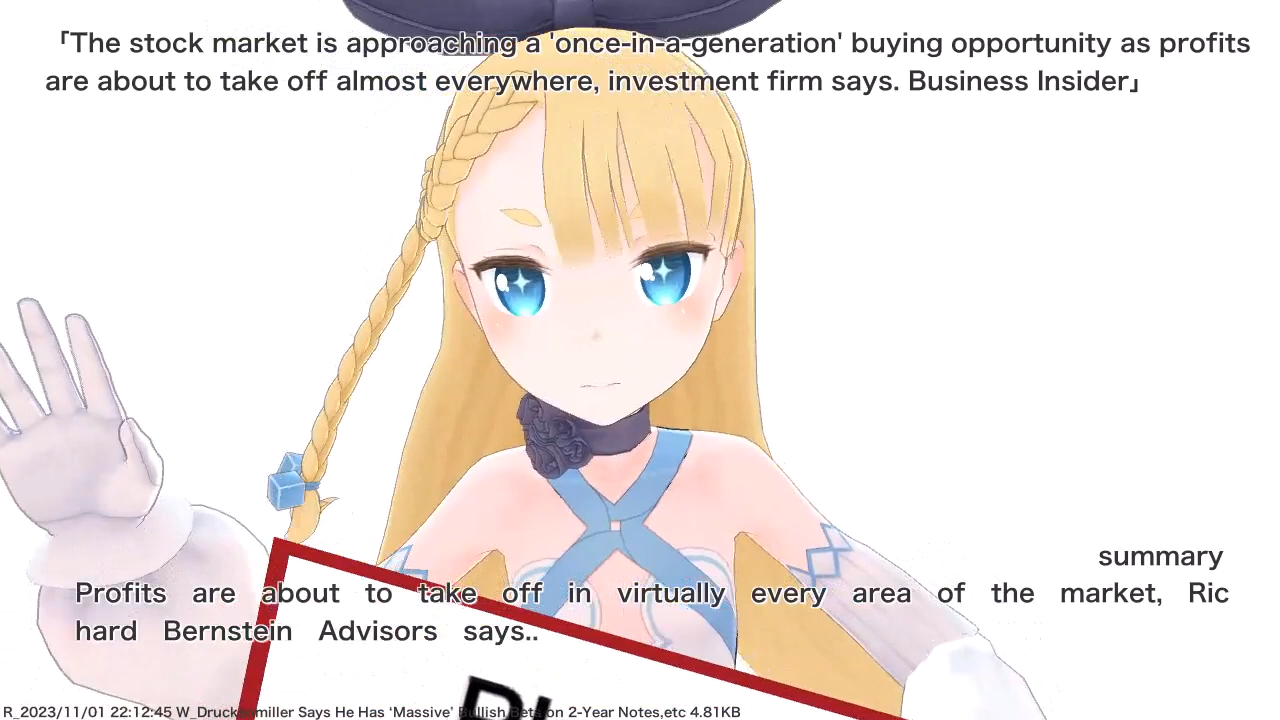 「The stock market is approaching a 'once-in-a-generation' buying opportunity as profits
are about to take off almost everywhere, investment firm says. Business Insider」
summary
Profits are about to take off in virtually every area of the market, Ric
hard Bernstein Advisors says..
R_2023/11/01 22:12:45 W_Druckenmiller Says He Has ‘Massive’ Bullish Bets on 2-Year Notes,etc 4.81KB